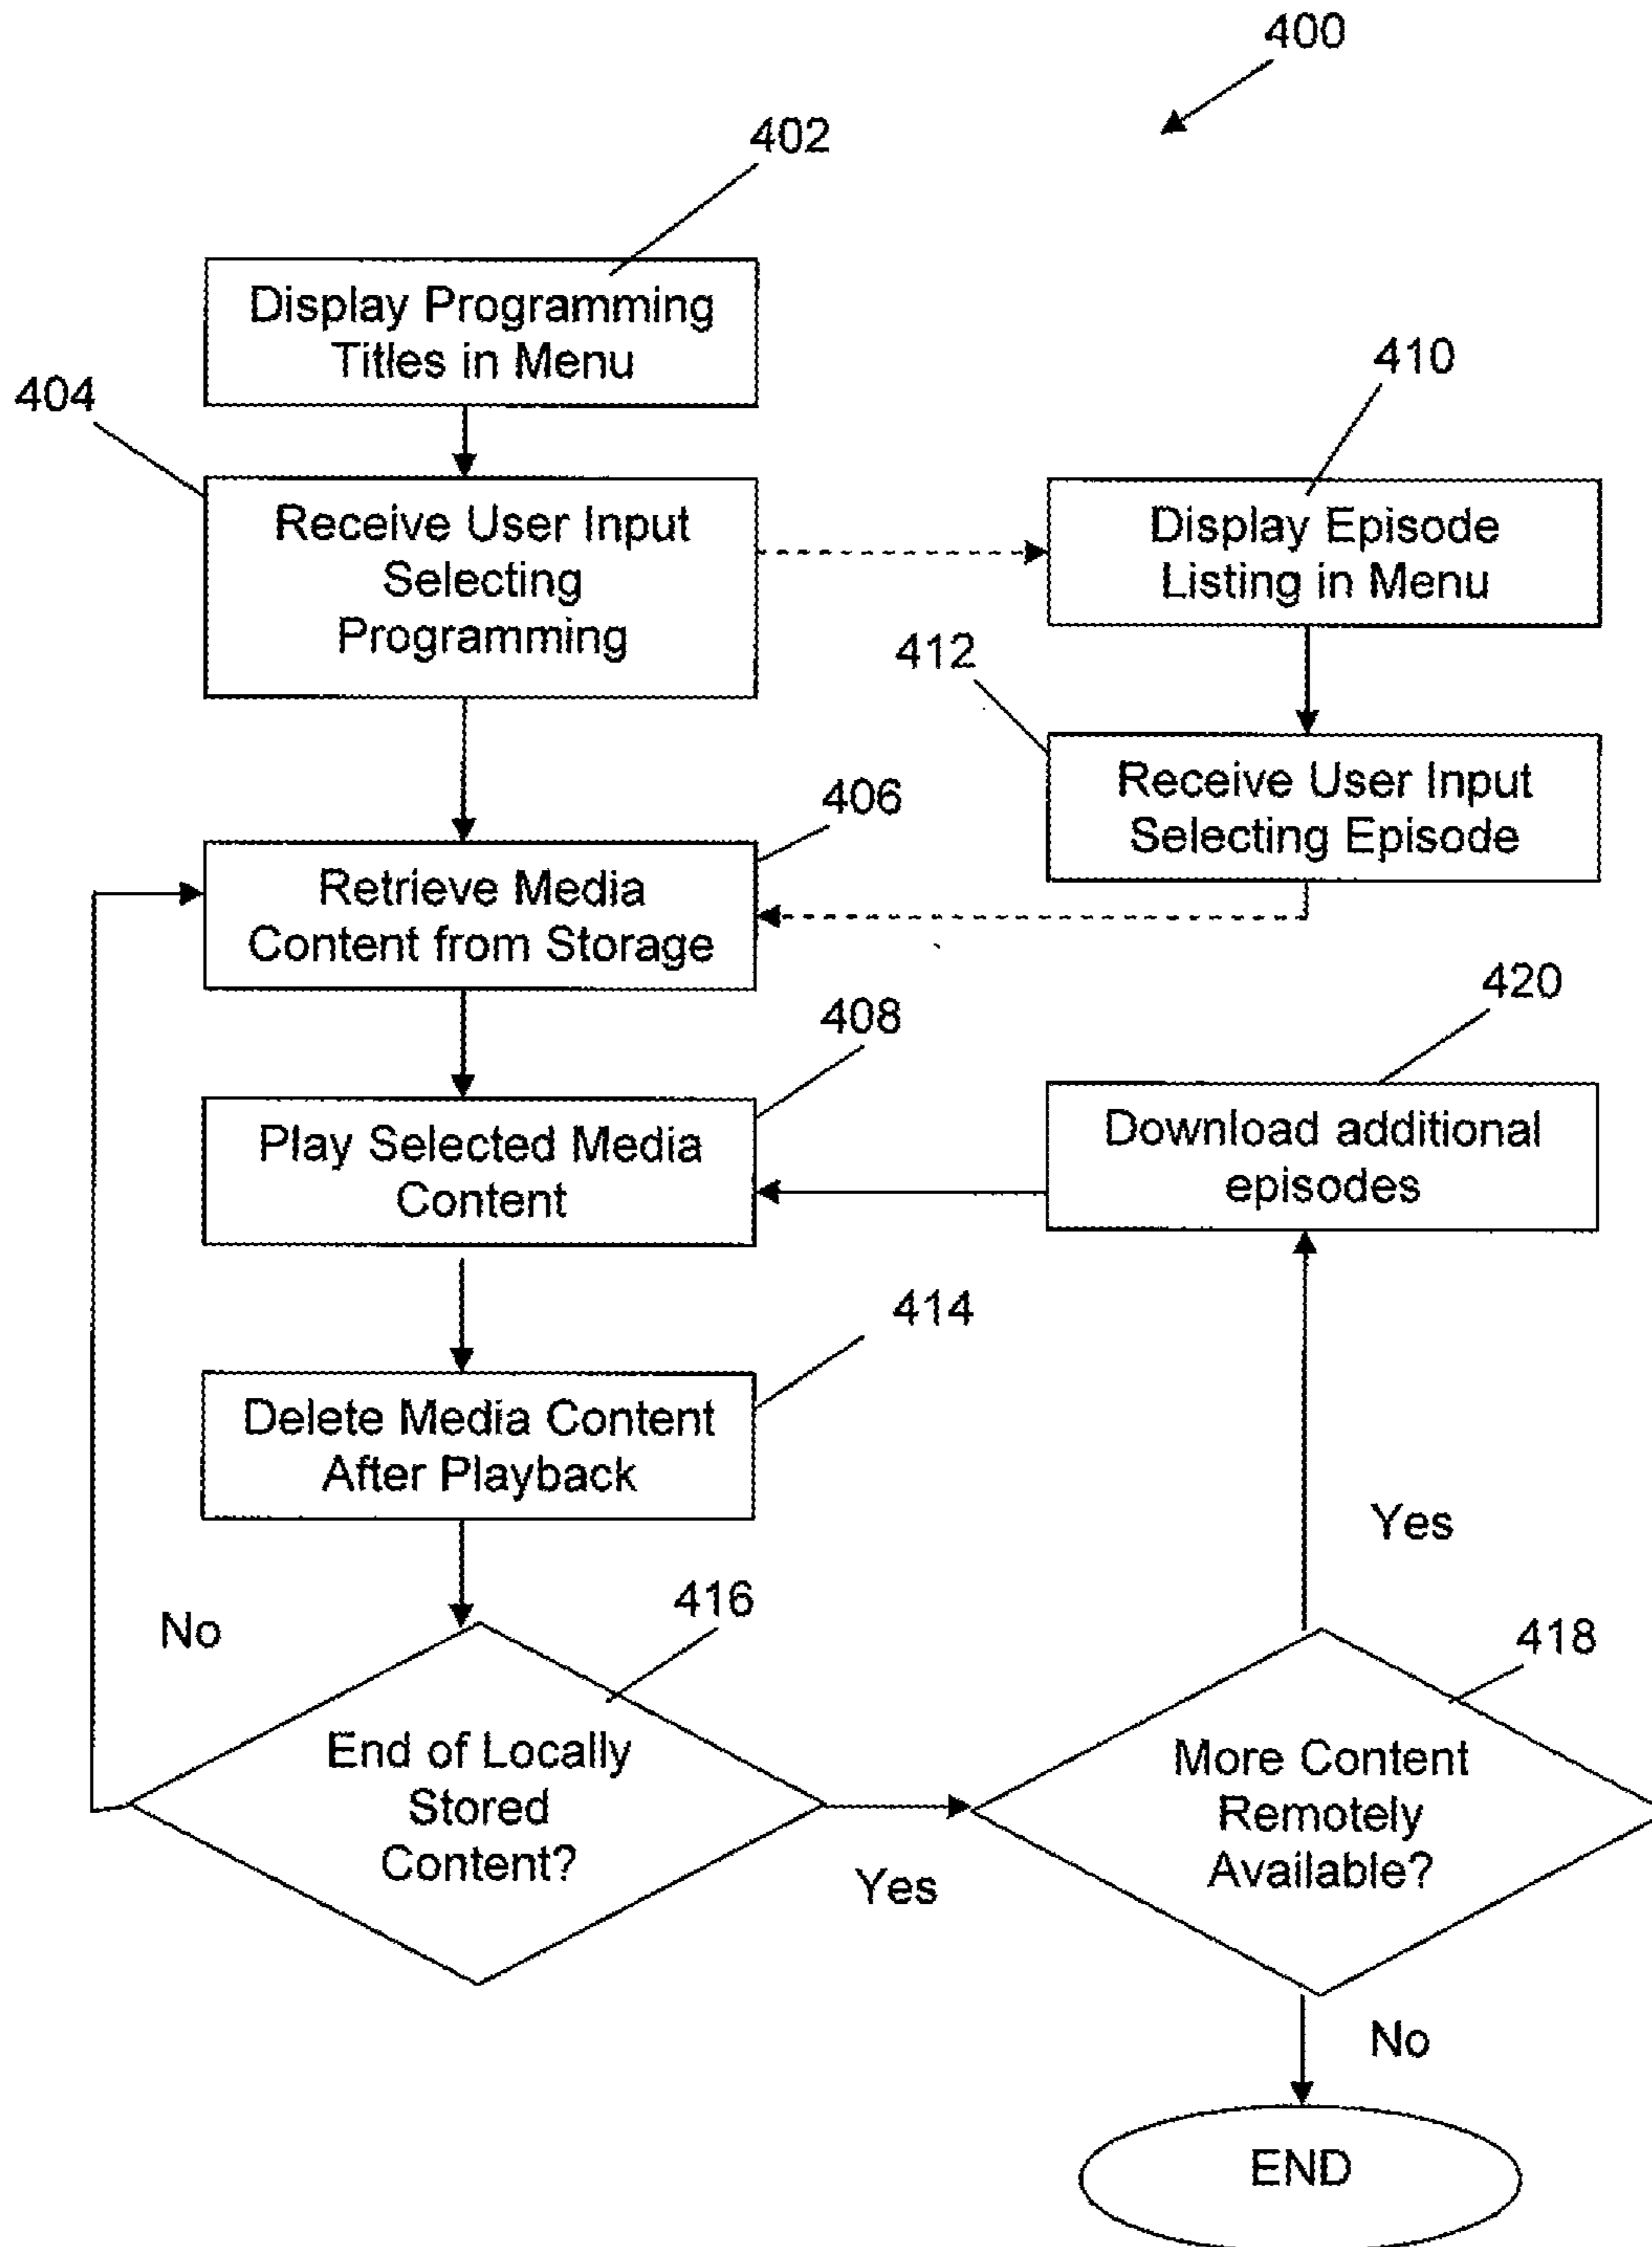 400
402
Display Programming
Titles in Menu
404
410
Receive User Input
Selecting
Programming
Display Episode
Listing in Menu
412
Receive User Input
Selecting Episode
406
Retrieve Media
Content from Storage
420
408
Play Selected Media
Content
Download additional
episodes
414
Delete Media Content
After Playback
Yes
416
No
418
End of Locally
Stored
Content?
More Content
Remotely
Available?
Yes
No
END